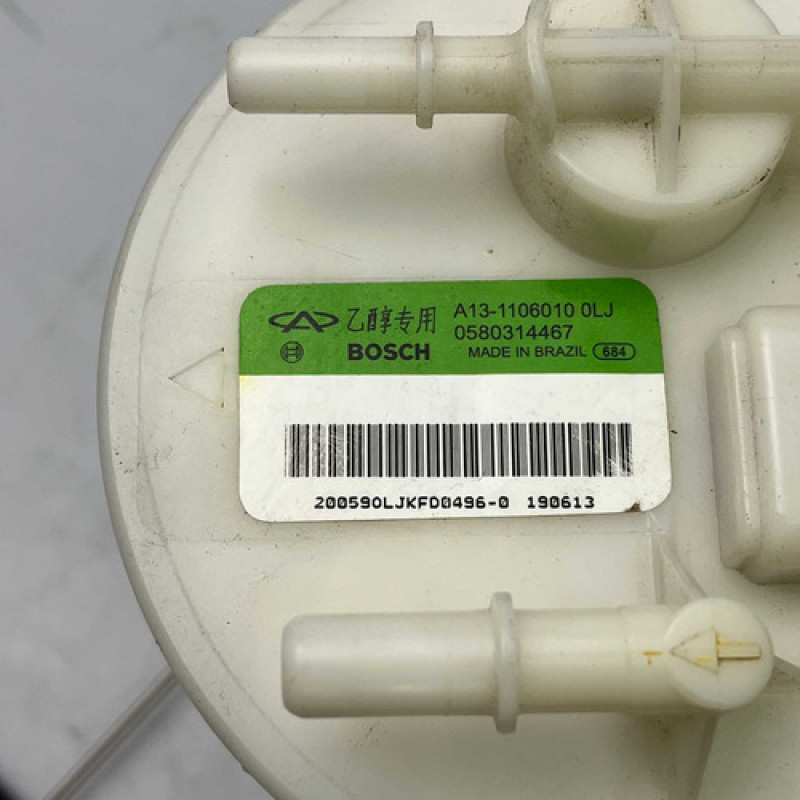 乙醇专用 A13-1106010 0LJ
0580314467
BOSCH MADE IN BRAZIL 684
200590LJKFD0496-0 190613